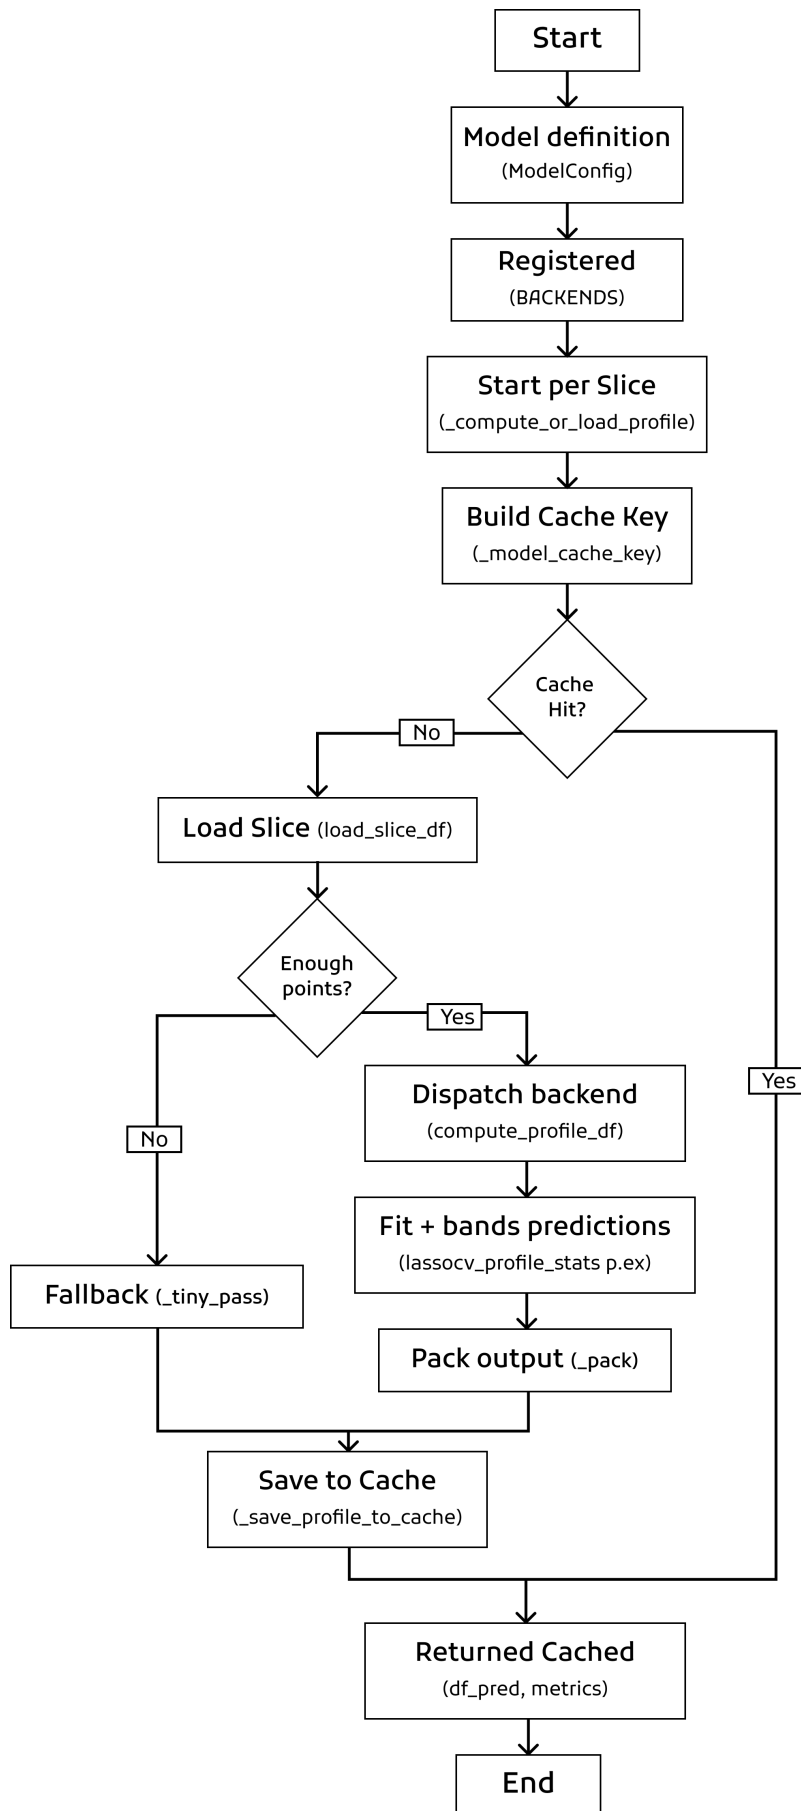 Start
Model definition
(ModelConfig)
Registered
(BACKENDS)
Start per Slice
(_compute_or_load_profile)
Build Cache Key
(_model_cache_key)
Cache
Hit?
No
Load Slice (load_slice_df)
Enough
points?
Yes
Dispatch backend
(compute_profile_df)
Yes
No
Fit + bands predictions
(lassocv_profile_stats p.ex)
Fallback (_tiny_pass)
Pack output (_pack)
Save to Cache
(_save_profile_to_cache)
Returned Cached
(df_pred, metrics)
End